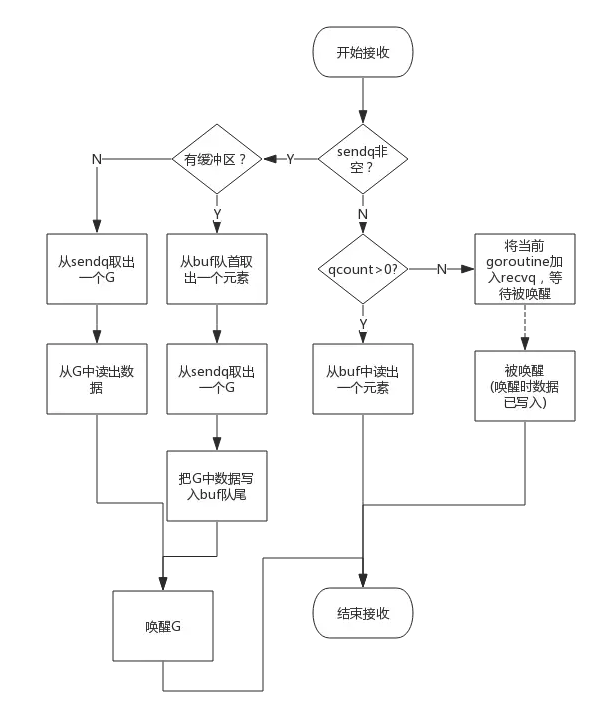 开始接收
sendq非
空？
Y
有缓冲区？
N
Y
N
从sendq取出
一个G
从buf队首取
出一个元素
qcount>0?
N
将当前
goroutine加
入recvq，等
待被唤醒
Y
从G中读出数
据
从sendq取出
一个G
从buf中读出
一个元素
被唤醒
(唤醒时数据
已写入)
把G中数据写
入buf队尾
唤醒G
结束接收